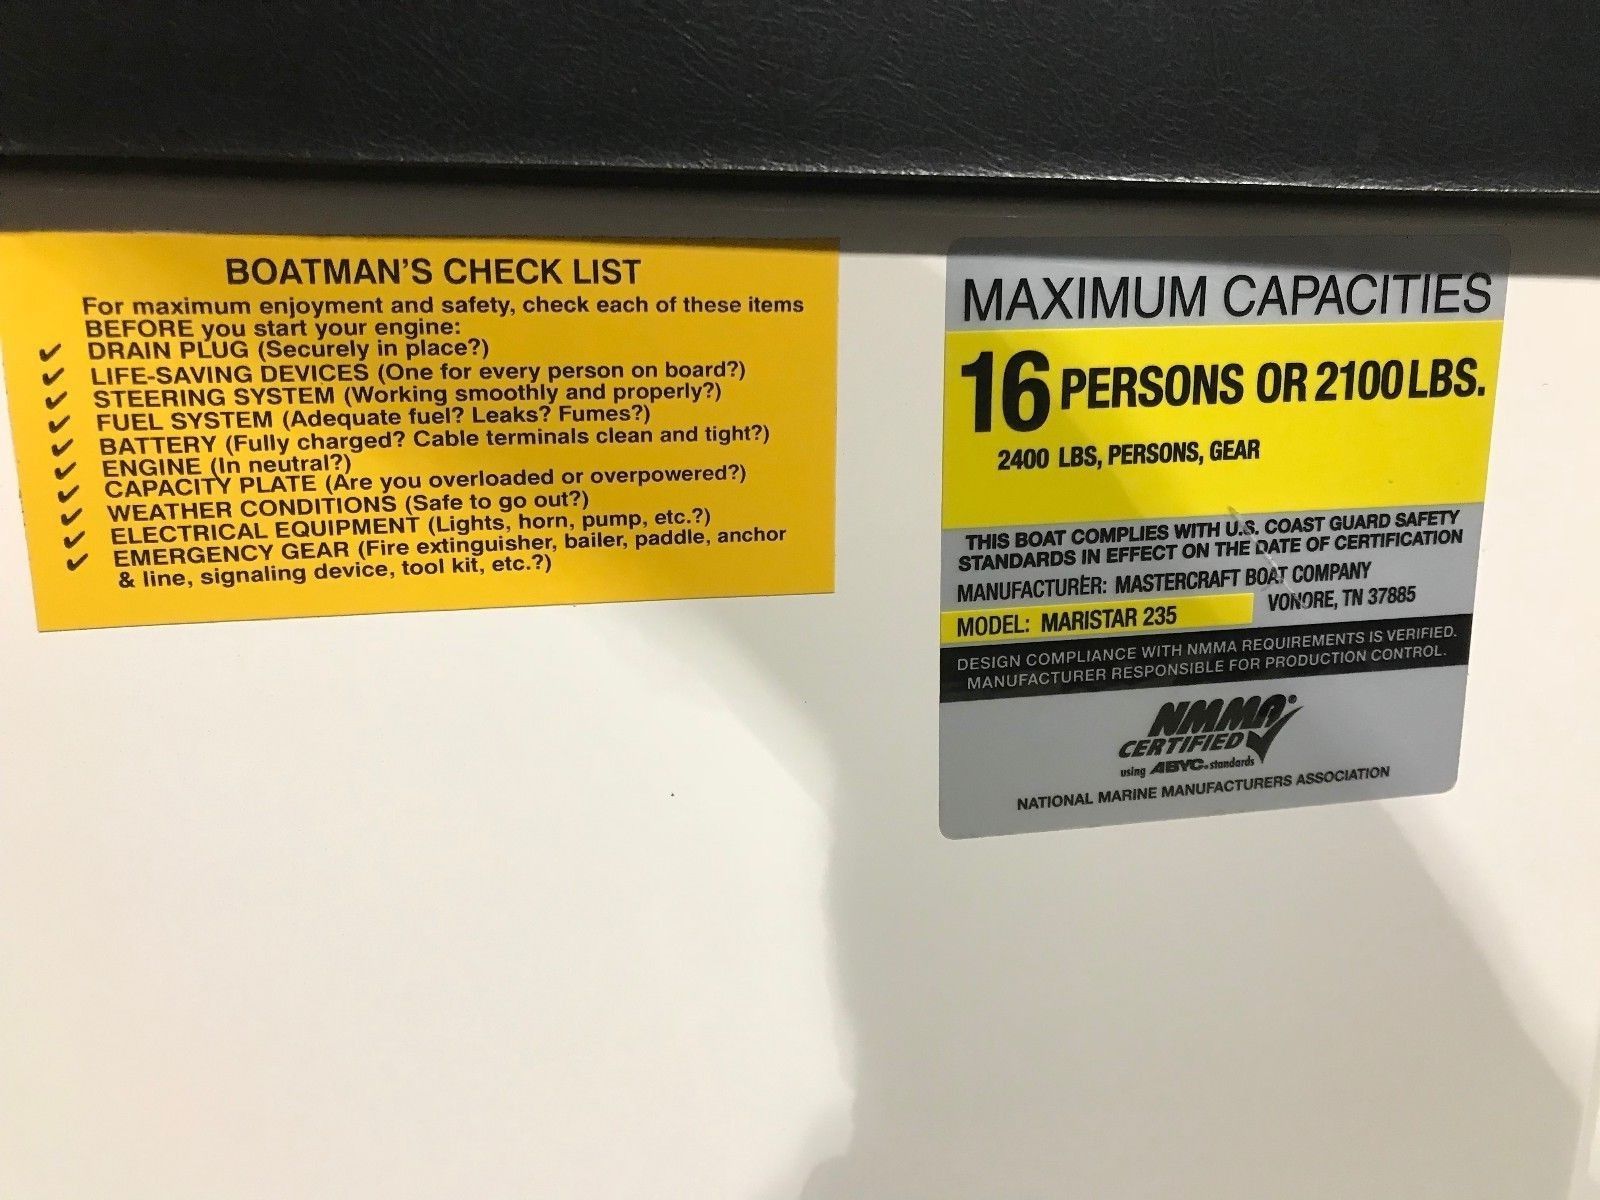 BOATMAN'S CHECK LIST
For maximum enjoyment and safety, check each of these items
BEFORE you start your engine:
✓ DRAIN PLUG (Securely in place?)
✓ LIFE-SAVING DEVICES (One for every person on board?)
✓ STEERING SYSTEM (Working smoothly and properly?)
✓ FUEL SYSTEM (Adequate fuel? Leaks? Fumes?)
✓ BATTERY (Fully charged? Cable terminals clean and tight?)
✓ ENGINE (In neutral?)
✓ CAPACITY PLATE (Are you overloaded or overpowered?)
✓ WEATHER CONDITIONS (Safe to go out?)
✓ ELECTRICAL EQUIPMENT (Lights, horn, pump, etc.?)
✓ EMERGENCY GEAR (Fire extinguisher, bailer, paddle, anchor
& line, signaling device, tool kit, etc.?)
MAXIMUM CAPACITIES
16 PERSONS OR 2100 LBS.
2400 LBS, PERSONS, GEAR
THIS BOAT COMPLIES WITH U.S. COAST GUARD SAFETY
STANDARDS IN EFFECT ON THE DATE OF CERTIFICATION
MANUFACTURER: MASTERCRAFT BOAT COMPANY
VONORE, TN 37885
MODEL: MARISTAR 235
DESIGN COMPLIANCE WITH NMMA REQUIREMENTS IS VERIFIED.
MANUFACTURER RESPONSIBLE FOR PRODUCTION CONTROL.
NMMA®
CERTIFIED
using ABYC® standards
NATIONAL MARINE MANUFACTURERS ASSOCIATION